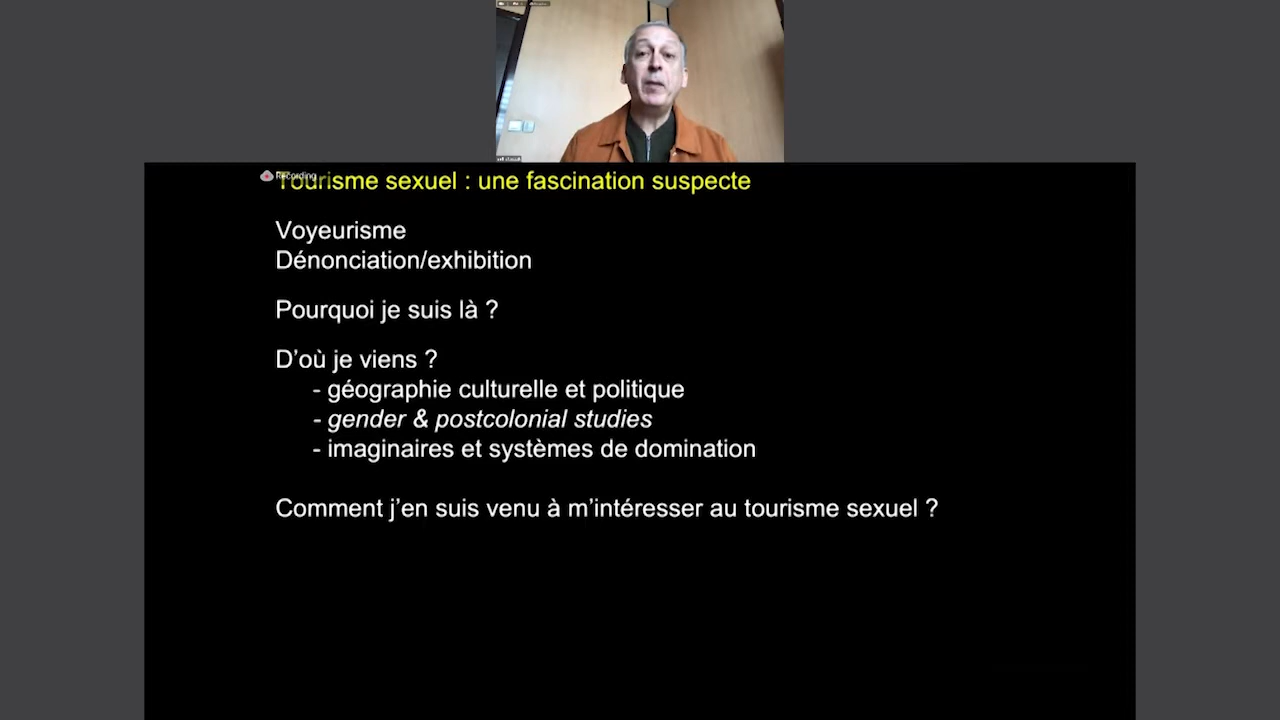 Recording
Tourisme sexuel : une fascination suspecte
Voyeurisme
Dénonciation/exhibition
Pourquoi je suis là ?
D’où je viens ?
- géographie culturelle et politique
- gender & postcolonial studies
- imaginaires et systèmes de domination
Comment j’en suis venu à m’intéresser au tourisme sexuel ?